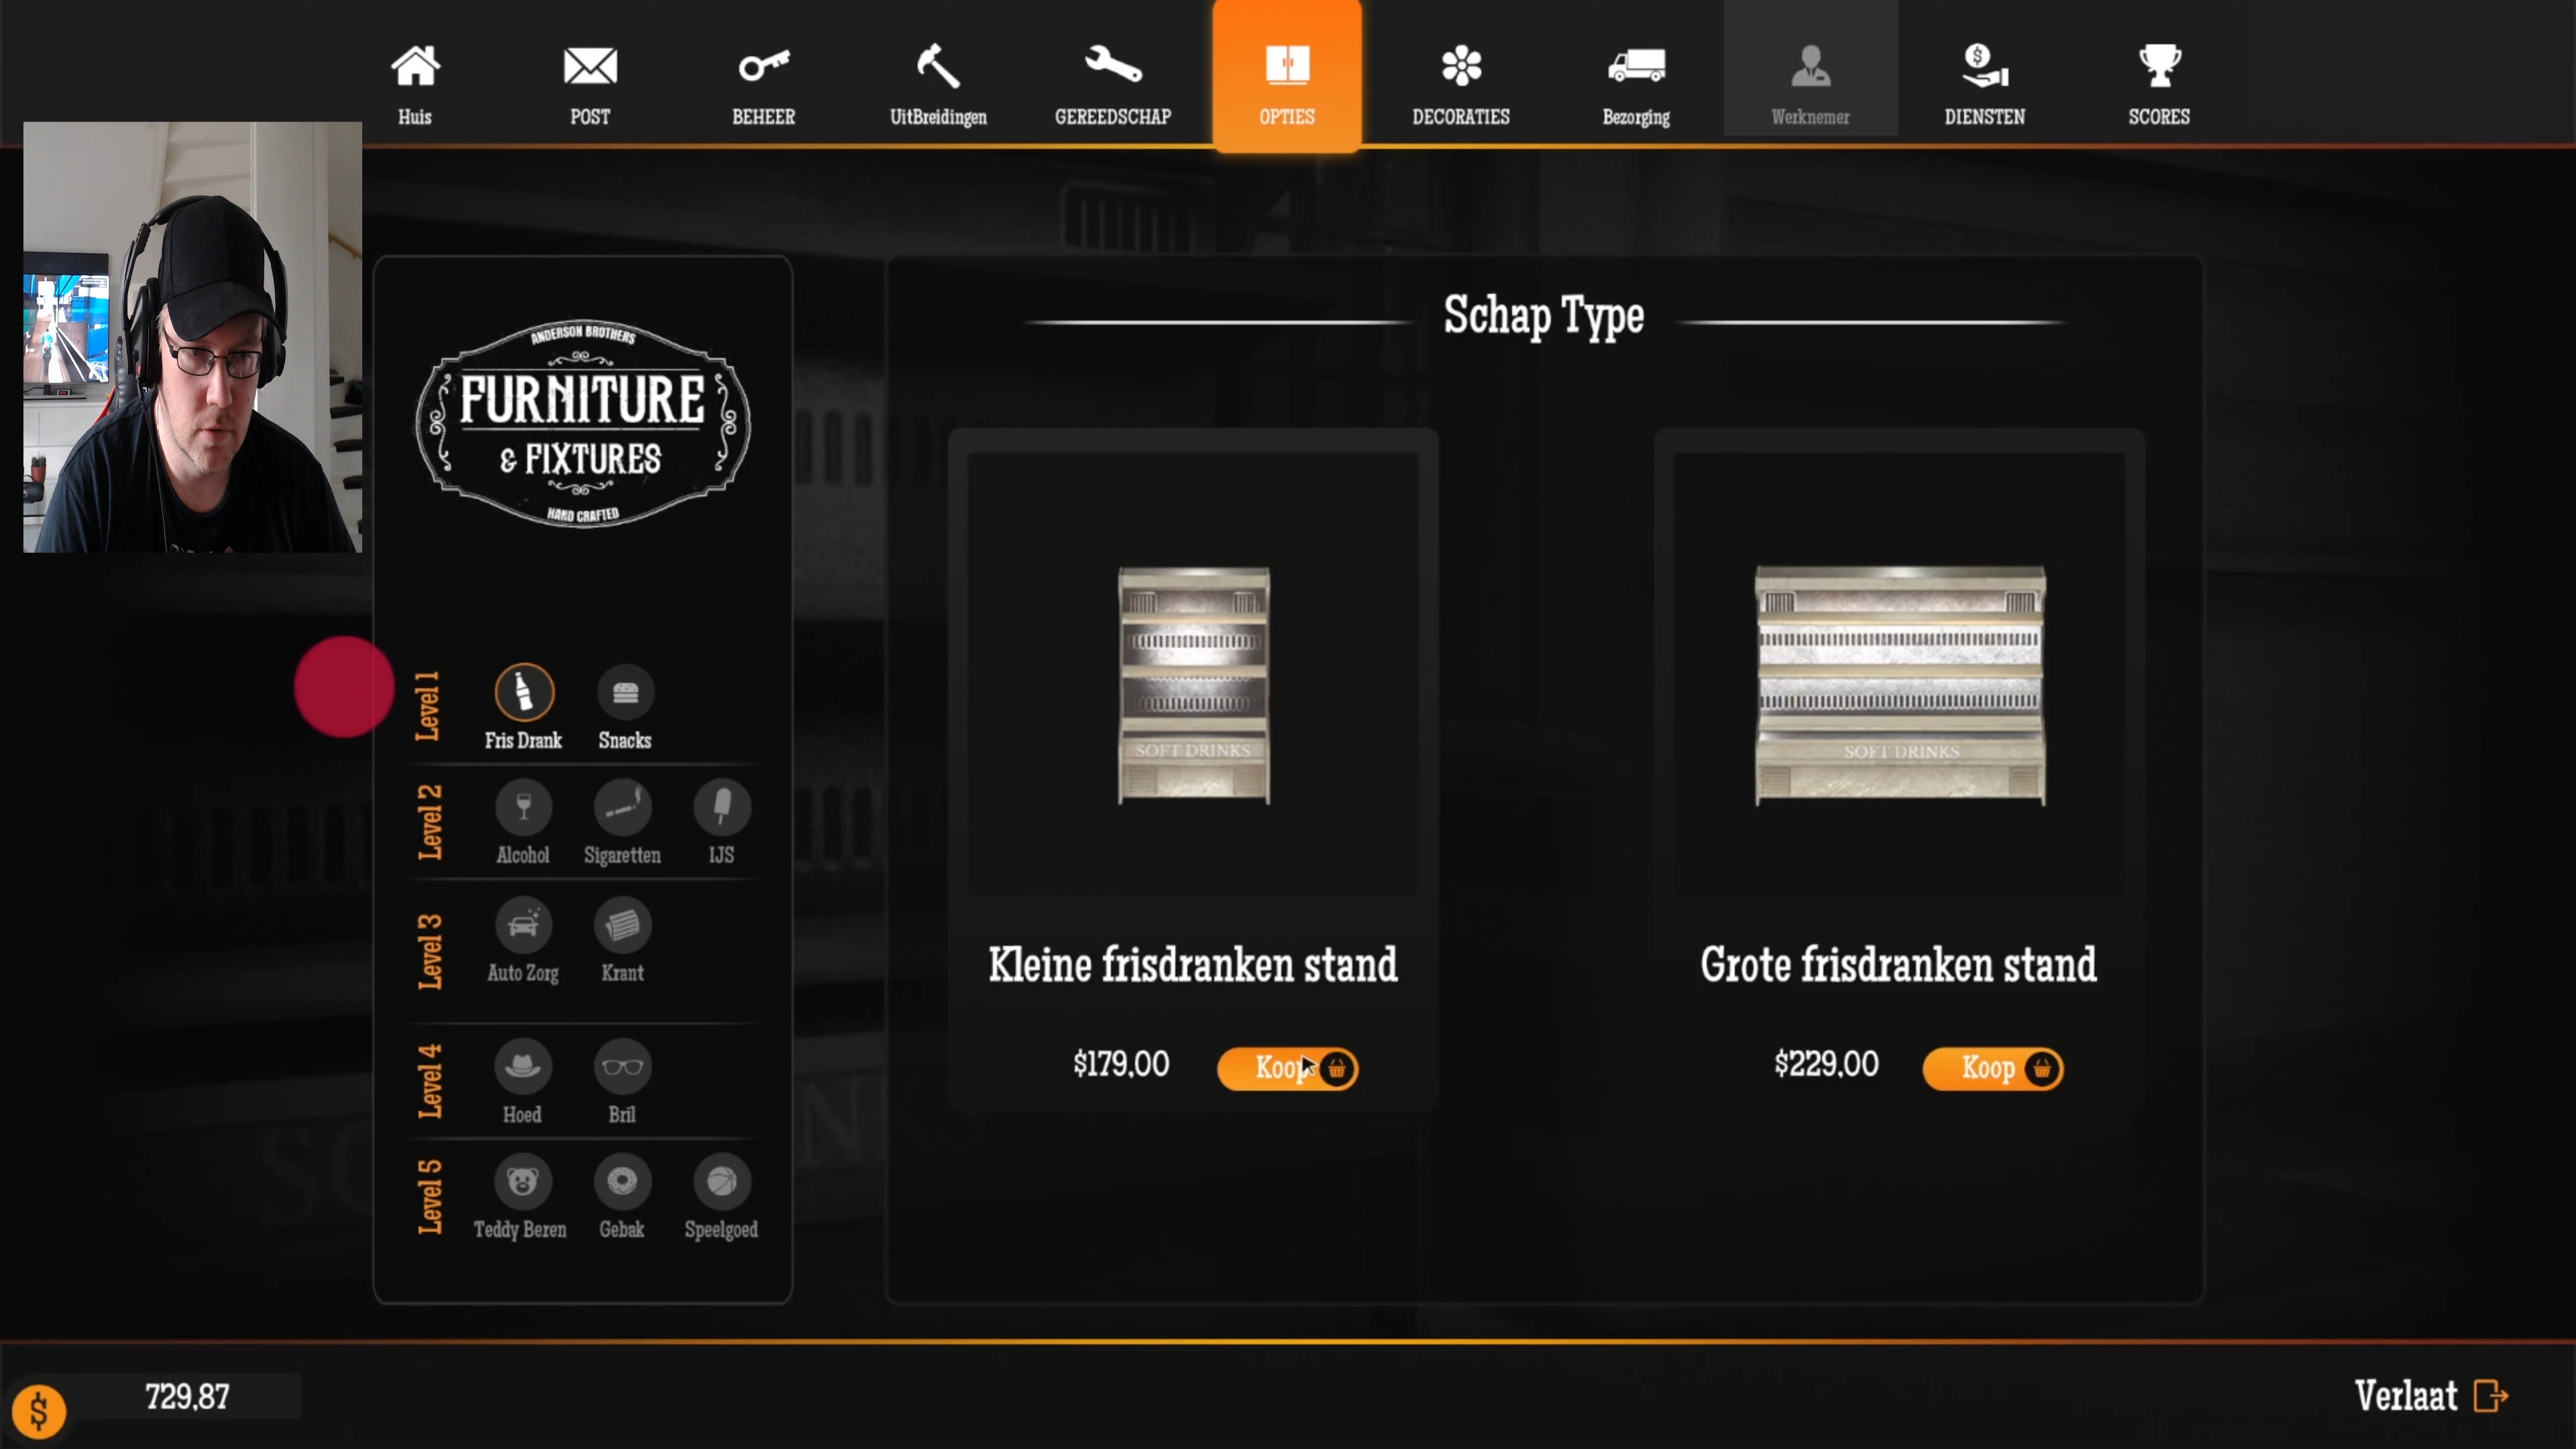 Huis
POST
BEHEER
UitBreidingen
GEREEDSCHAP
OPTIES
DECORATIES
Bezorging
Werknemer
DIENSTEN
SCORES
ANDERSON BROTHERS
FURNITURE
& FIXTURES
HAND CRAFTED
Level 1
Fris Drank
Snacks
Level 2
Alcohol
Sigaretten
IJS
Level 3
Auto Zorg
Krant
Level 4
Hoed
Bril
Level 5
Teddy Beren
Gebak
Speelgoed
Schap Type
SOFT DRINKS
Kleine frisdranken stand
$179,00
Koop
SOFT DRINKS
Grote frisdranken stand
$229,00
Koop
$
729,87
Verlaat